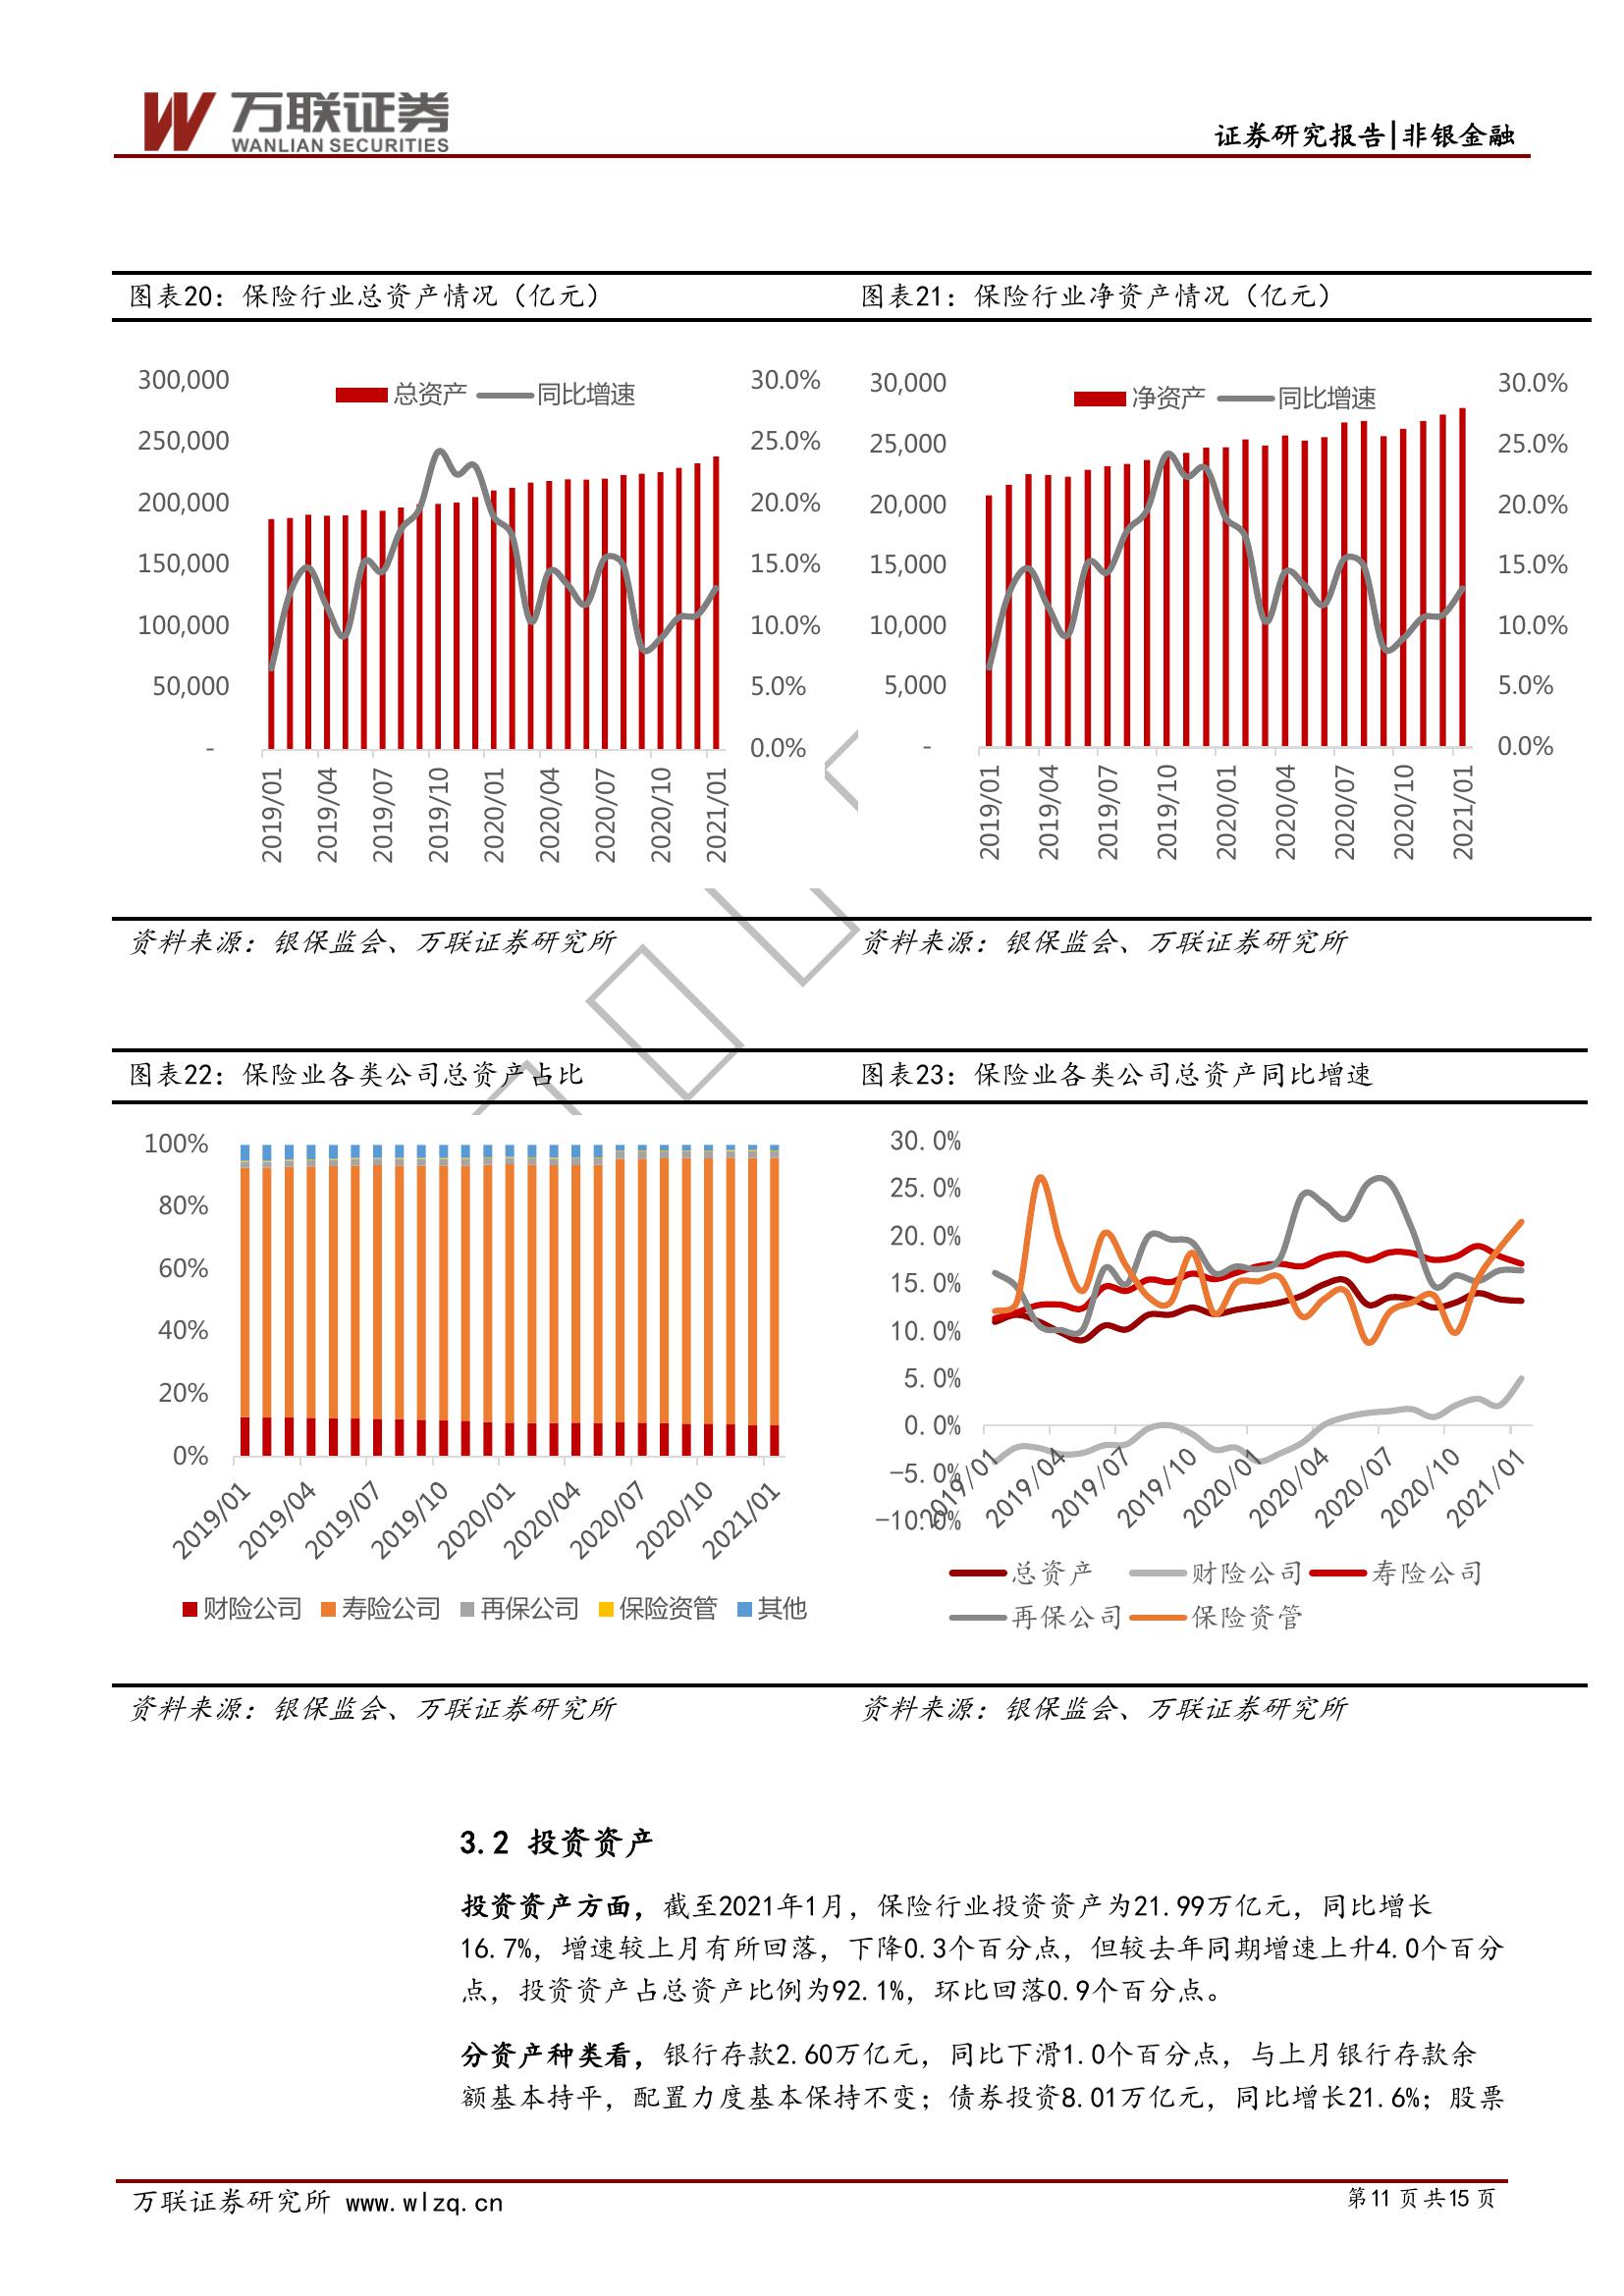 万联证券
WANLIAN SECURITIES
证券研究报告|非银金融
图表20：保险行业总资产情况（亿元）
300,000
250,000
200,000
150,000
100,000
50,000
-
总资产 同比增速
30.0%
25.0%
20.0%
15.0%
10.0%
5.0%
0.0%
2019/01 2019/04 2019/07 2019/10 2020/01 2020/04 2020/07 2020/10 2021/01
资料来源：银保监会、万联证券研究所
图表21：保险行业净资产情况（亿元）
30,000
25,000
20,000
15,000
10,000
5,000
-
净资产 同比增速
30.0%
25.0%
20.0%
15.0%
10.0%
5.0%
0.0%
2019/01 2019/04 2019/07 2019/10 2020/01 2020/04 2020/07 2020/10 2021/01
资料来源：银保监会、万联证券研究所
图表22：保险业各类公司总资产占比
100%
80%
60%
40%
20%
0%
2019/01 2019/04 2019/07 2019/10 2020/01 2020/04 2020/07 2020/10 2021/01
财险公司 寿险公司 再保公司 保险资管 其他
资料来源：银保监会、万联证券研究所
图表23：保险业各类公司总资产同比增速
30.0%
25.0%
20.0%
15.0%
10.0%
5.0%
0.0%
-5.0%
-10.0%
2019/01 2019/04 2019/07 2019/10 2020/01 2020/04 2020/07 2020/10 2021/01
总资产 财险公司 寿险公司
再保公司 保险资管
资料来源：银保监会、万联证券研究所
3.2 投资资产
投资资产方面，截至2021年1月，保险行业投资资产为21.99万亿元，同比增长
16.7%，增速较上月有所回落，下降0.3个百分点，但较去年同期增速上升4.0个百分
点，投资资产占总资产比例为92.1%，环比回落0.9个百分点。
分资产种类看，银行存款2.60万亿元，同比下滑1.0个百分点，与上月银行存款余
额基本持平，配置力度基本保持不变；债券投资8.01万亿元，同比增长21.6%；股票
万联证券研究所 www.wlzq.cn
第11 页 共15 页